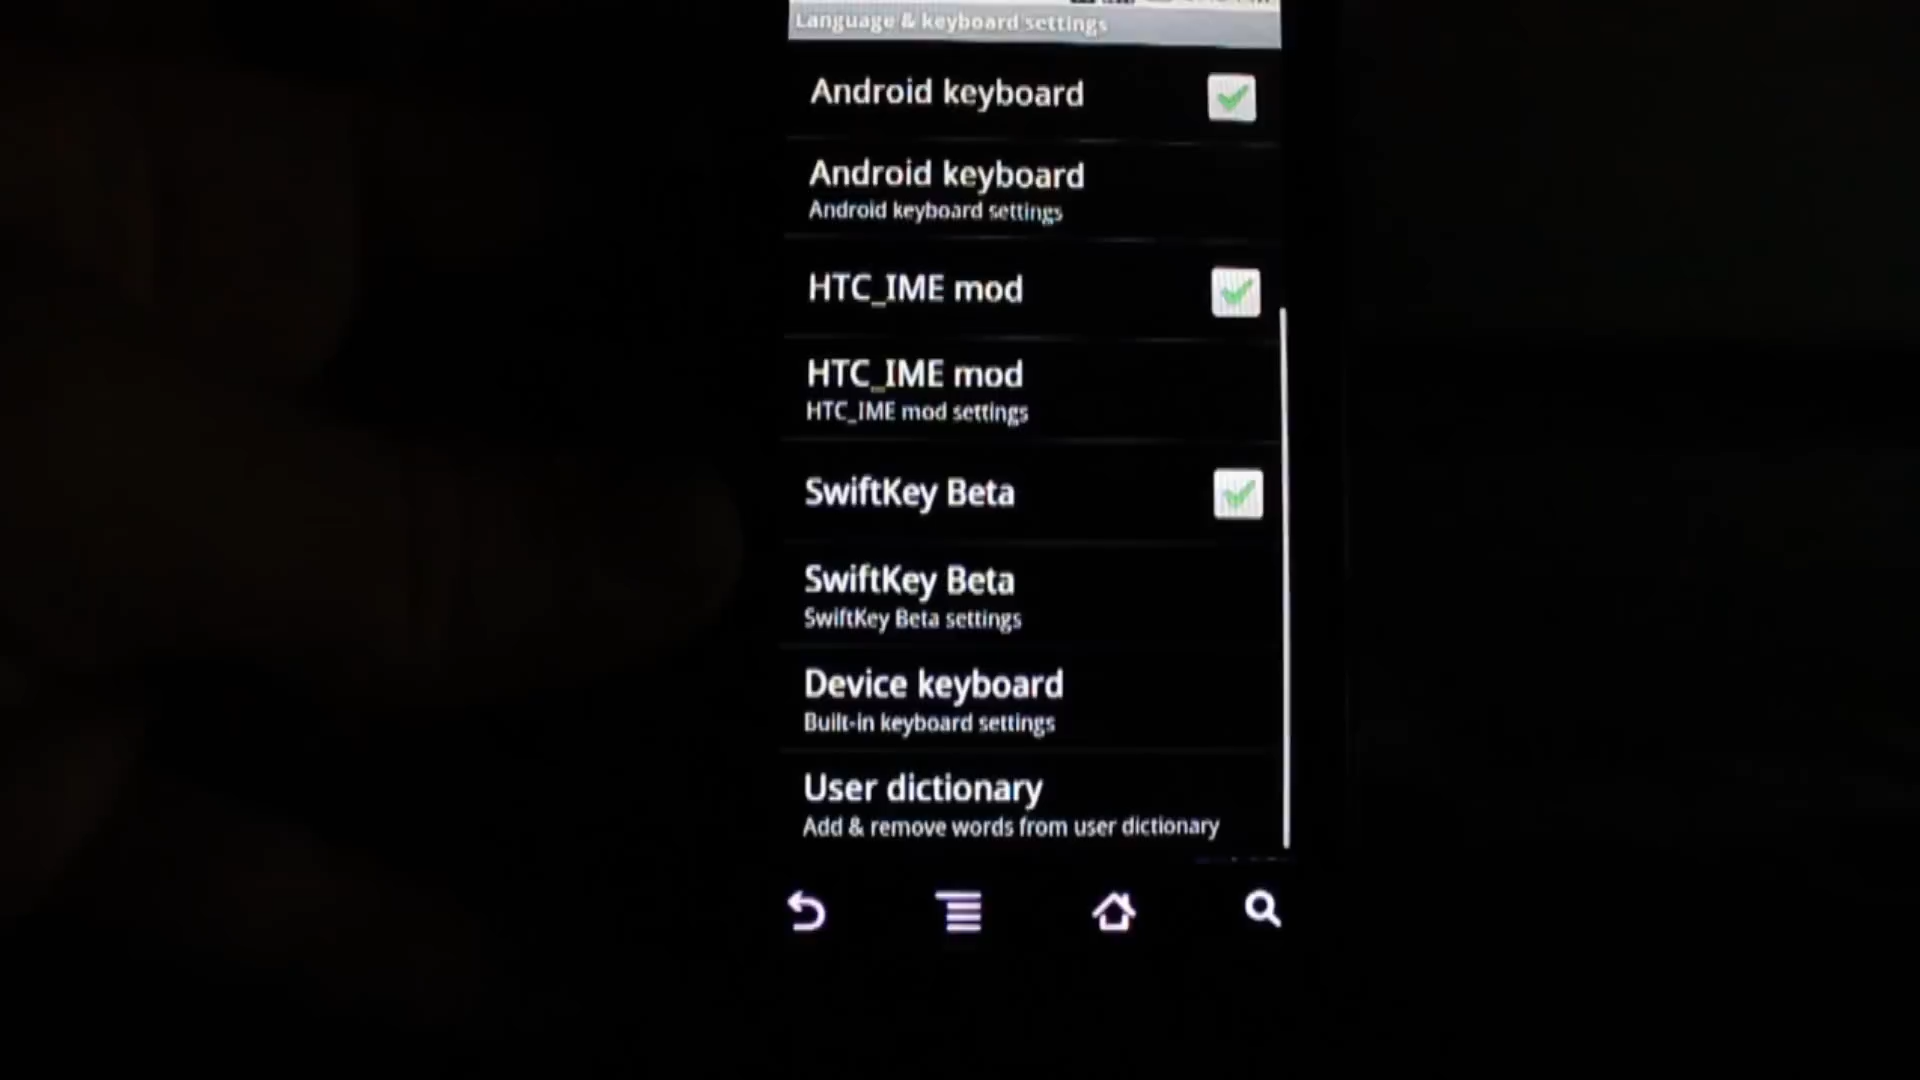 Language & keyboard settings
Android keyboard
Android keyboard
Android keyboard settings
HTC_IME mod
HTC_IME mod
HTC_IME mod settings
SwiftKey Beta
SwiftKey Beta
SwiftKey Beta settings
Device keyboard
Built-in keyboard settings
User dictionary
Add & remove words from user dictionary